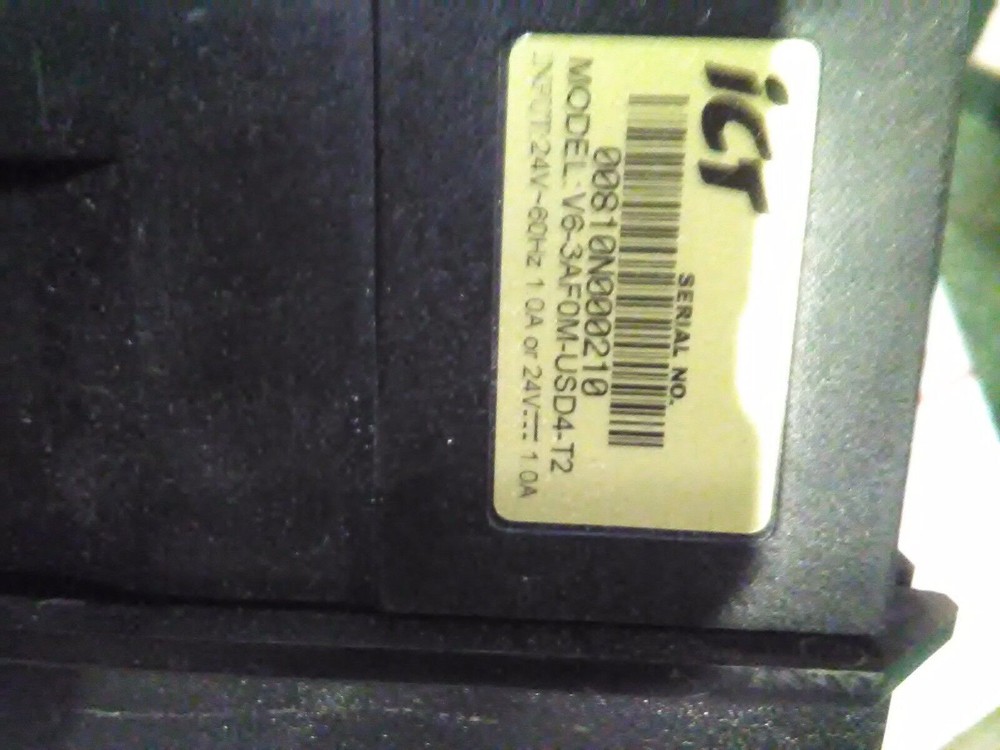 ict
SERIAL NO.
00810N000210
MODEL:V6-3AF0M-USD4-T2
INPUT:24V~60Hz 1.0A or 24V⎓ 1.0A